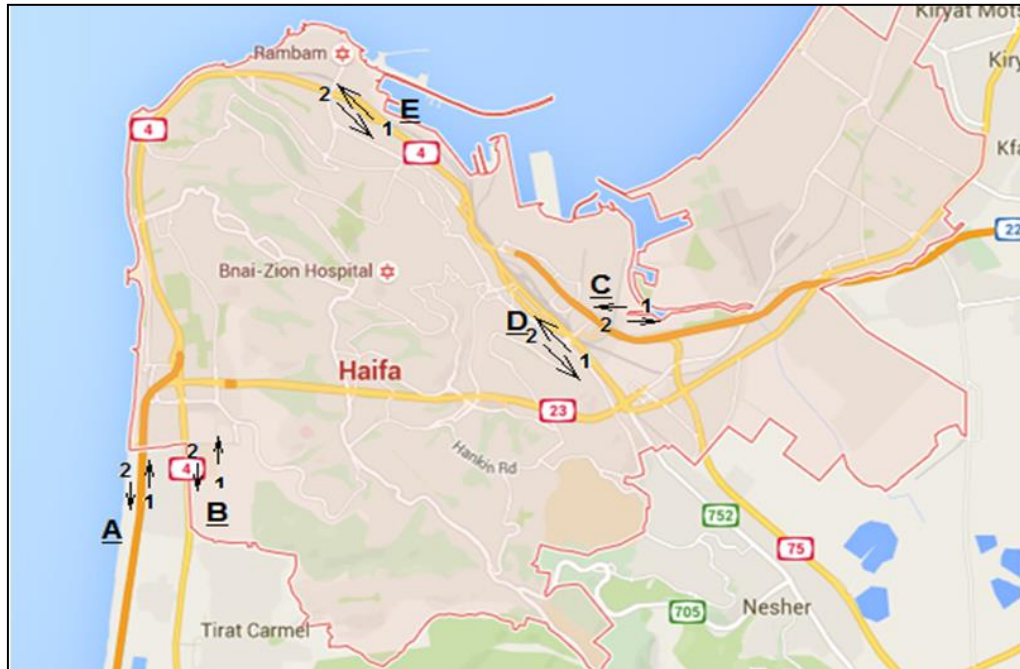 Kiryat Mots
Rambam
Kiry
2
E
1
4
4
Kfa
22
Bnai-Zion Hospital
C
1
2
D
2
1
Haifa
23
Hankin Rd
2
2
4
1
1
B
A
752
75
Tirat Carmel
705
Nesher